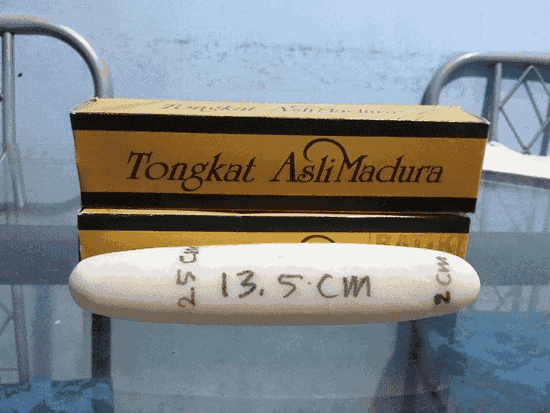 Tongkat Asli Madura
Tongkat Asli Madura
2.5 cm
13.5 cm
2 cm